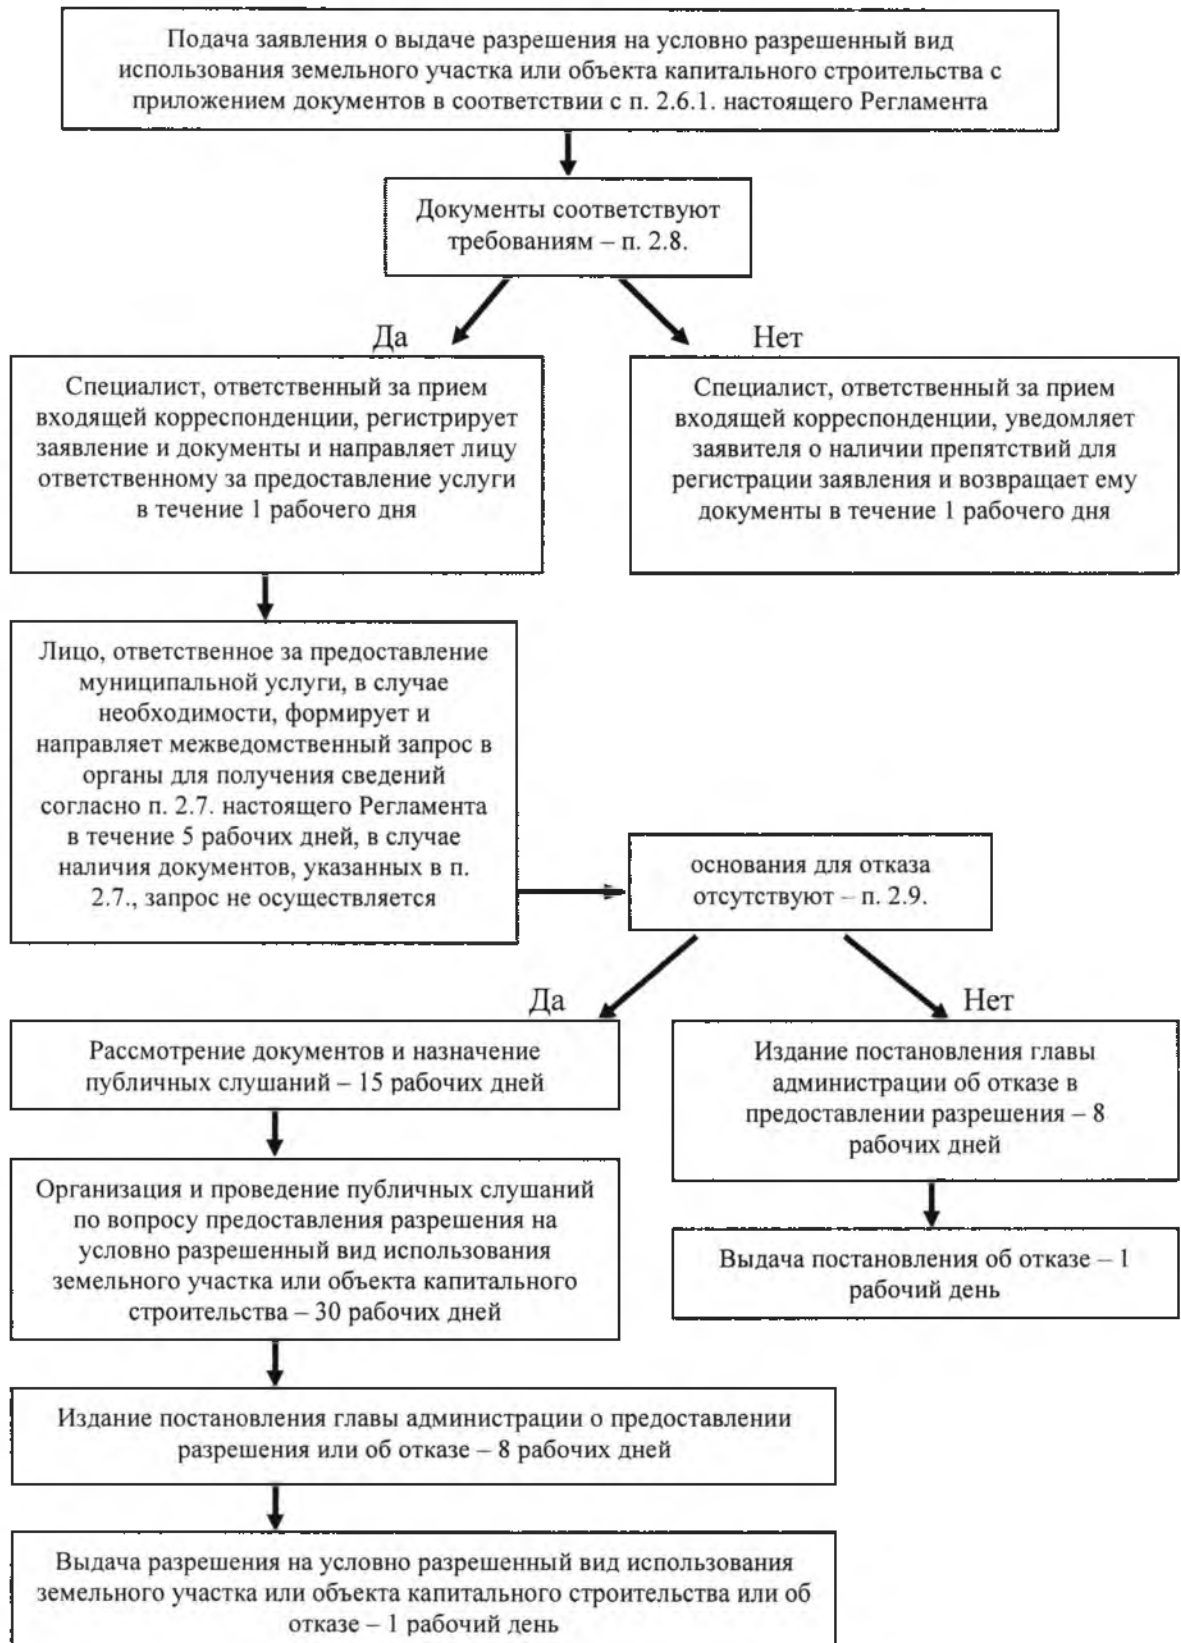 Подача заявления о выдаче разрешения на условно разрешенный вид
использования земельного участка или объекта капитального строительства с
приложением документов в соответствии с п. 2.6.1. настоящего Регламента
Документы соответствуют
требованиям – п. 2.8.
Да
Нет
Специалист, ответственный за прием
входящей корреспонденции, регистрирует
заявление и документы и направляет лицу
ответственному за предоставление услуги
в течение 1 рабочего дня
Специалист, ответственный за прием
входящей корреспонденции, уведомляет
заявителя о наличии препятствий для
регистрации заявления и возвращает ему
документы в течение 1 рабочего дня
Лицо, ответственное за предоставление
муниципальной услуги, в случае
необходимости, формирует и
направляет межведомственный запрос в
органы для получения сведений
согласно п. 2.7. настоящего Регламента
в течение 5 рабочих дней, в случае
наличия документов, указанных в п.
2.7., запрос не осуществляется
основания для отказа
отсутствуют – п. 2.9.
Да
Нет
Рассмотрение документов и назначение
публичных слушаний – 15 рабочих дней
Издание постановления главы
администрации об отказе в
предоставлении разрешения – 8
рабочих дней
Организация и проведение публичных слушаний
по вопросу предоставления разрешения на
условно разрешенный вид использования
земельного участка или объекта капитального
строительства – 30 рабочих дней
Выдача постановления об отказе – 1
рабочий день
Издание постановления главы администрации о предоставлении
разрешения или об отказе – 8 рабочих дней
Выдача разрешения на условно разрешенный вид использования
земельного участка или объекта капитального строительства или об
отказе – 1 рабочий день